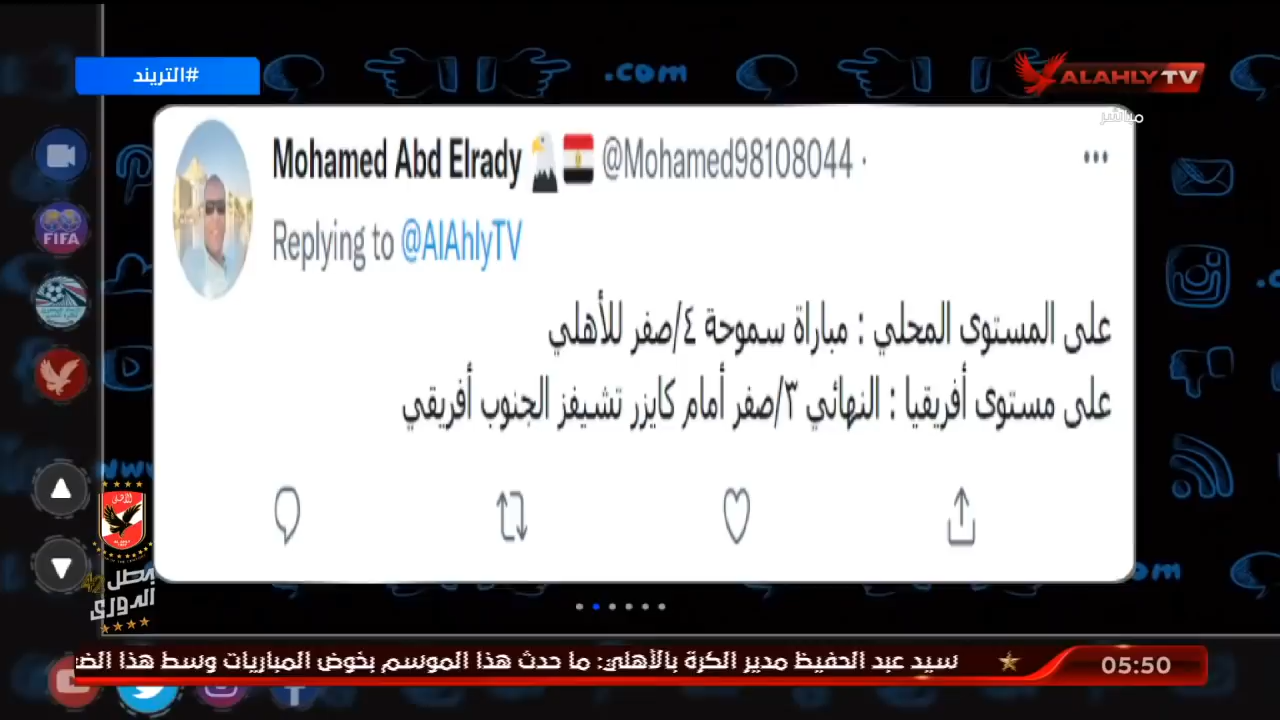 #التريند
.com
ALAHLY TV
مباشر
Mohamed Abd Elrady @Mohamed98108044 ·
Replying to @AlAhlyTV
على المستوى المحلي : مباراة سموحة ٤/صفر للأهلي
على مستوى أفريقيا : النهائي ٣/صفر أمام كايزر تشيفز الجنوب أفريقي
FIFA
بطل
الدوري
42
سيد عبد الحفيظ مدير الكرة بالأهلي: ما حدث هذا الموسم بخوض المباريات وسط هذا
05:50